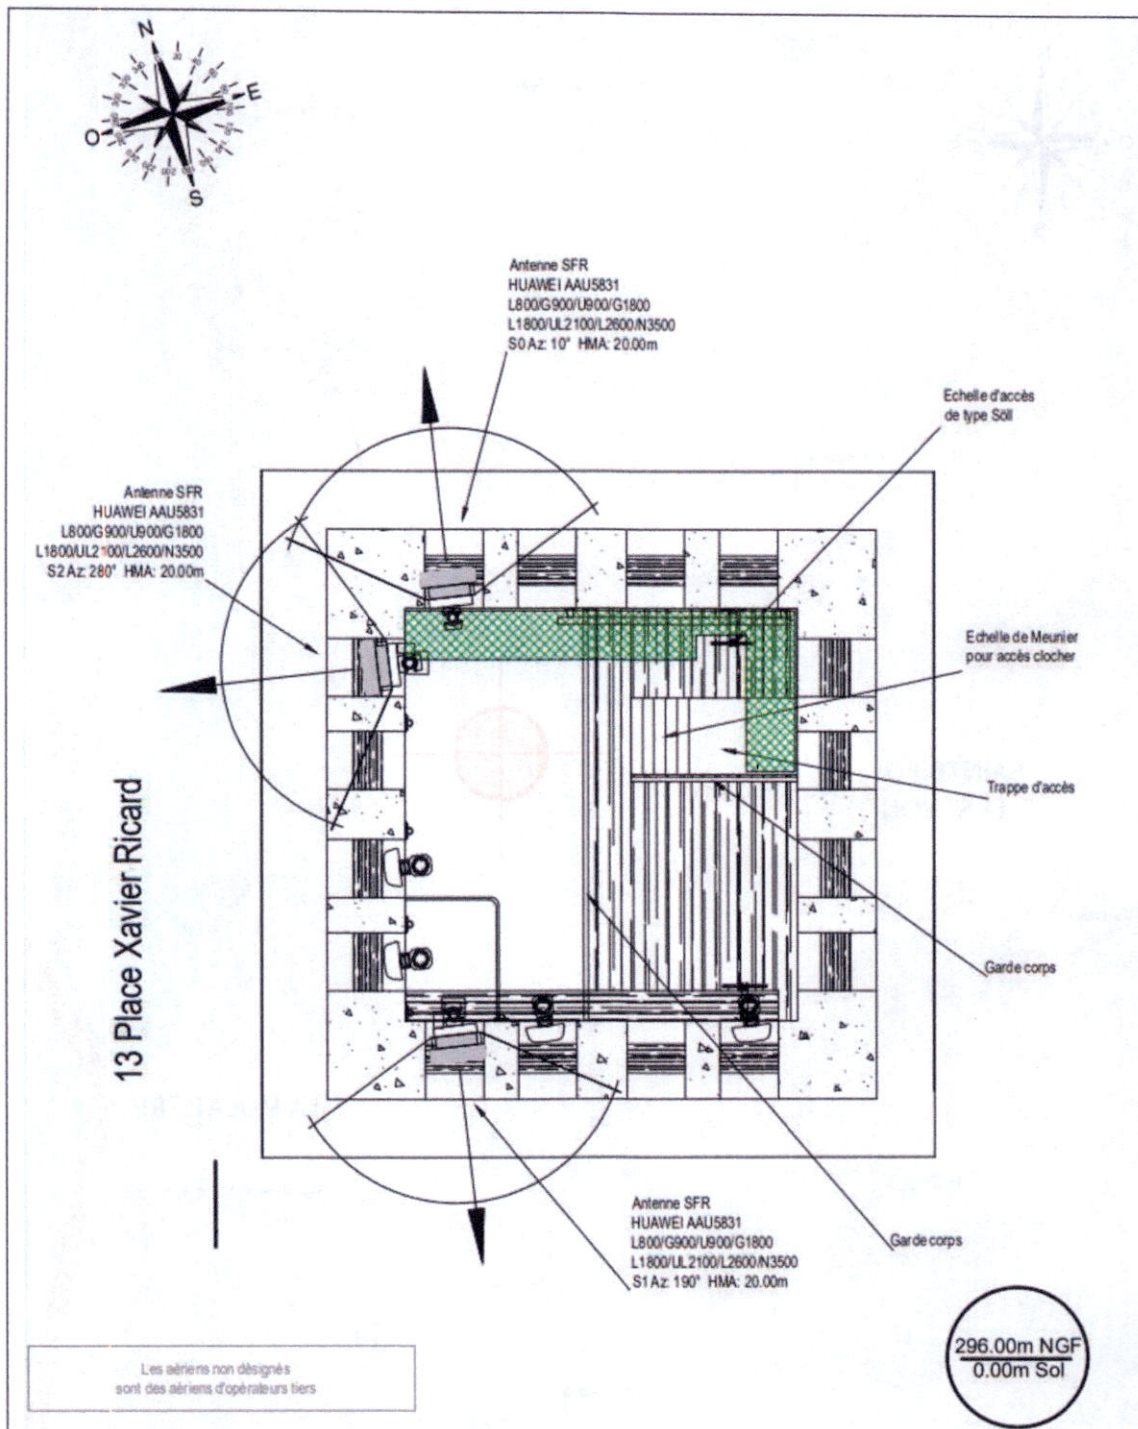 N
E
O
S
Antenne SFR
HUAWEI AAU5831
L800/G900/U900/G1800
L1800/UL2100/L2600/N3500
S0 Az: 10° HMA: 20.00m
Echelle d'accès
de type Söll
Antenne SFR
HUAWEI AAU5831
L800/G900/U900/G1800
L1800/UL2100/L2600/N3500
S2 Az: 280° HMA: 20.00m
Echelle de Meunier
pour accès clocher
Trappe d'accès
13 Place Xavier Ricard
Garde corps
Antenne SFR
HUAWEI AAU5831
L800/G900/U900/G1800
L1800/UL2100/L2600/N3500
S1 Az: 190° HMA: 20.00m
Garde corps
296.00m NGF
0.00m Sol
Les aériens non désignés
sont des aériens d'opérateurs tiers